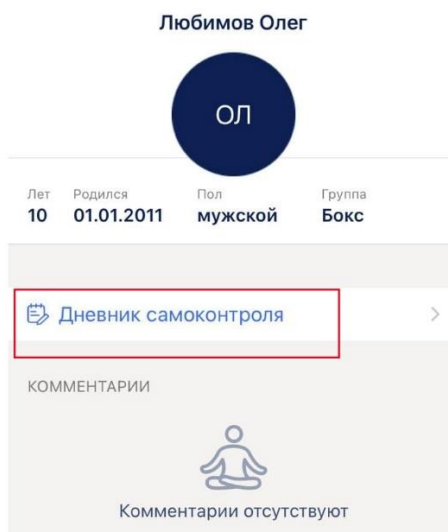 Любимов Олег
ОЛ
Лет Родился Пол Группа
10 01.01.2011 мужской Бокс
Дневник самоконтроля
КОММЕНТАРИИ
Комментарии отсутствуют